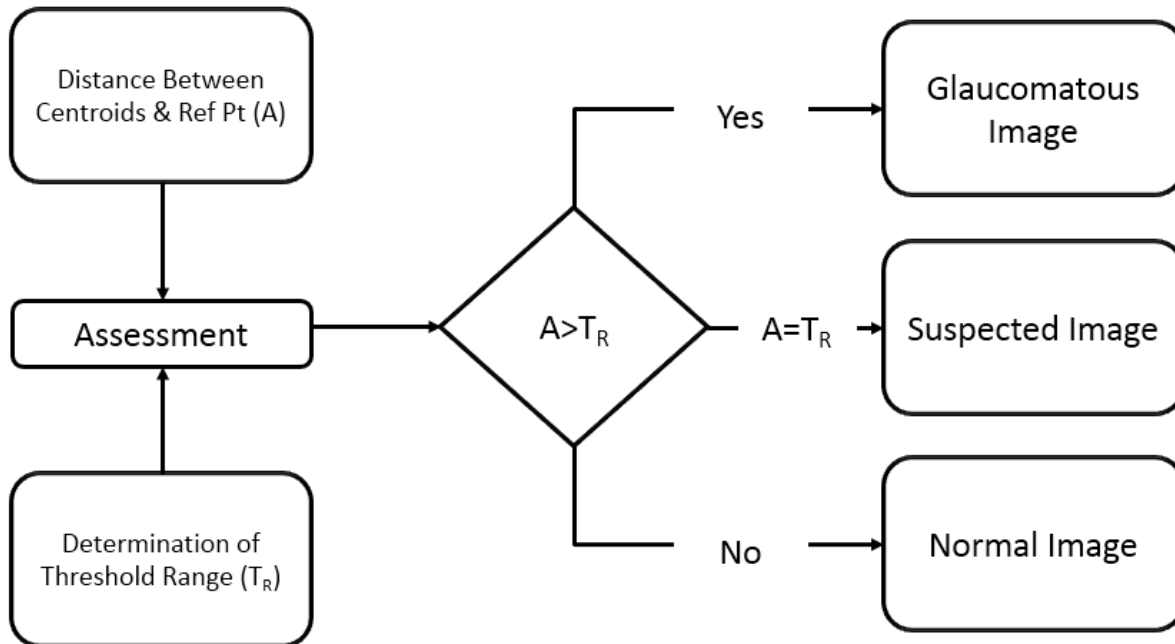 Distance Between
Centroids & Ref Pt (A)
Assessment
Determination of
Threshold Range (TR)
A>TR
Yes
A=TR
No
Glaucomatous
Image
Suspected Image
Normal Image